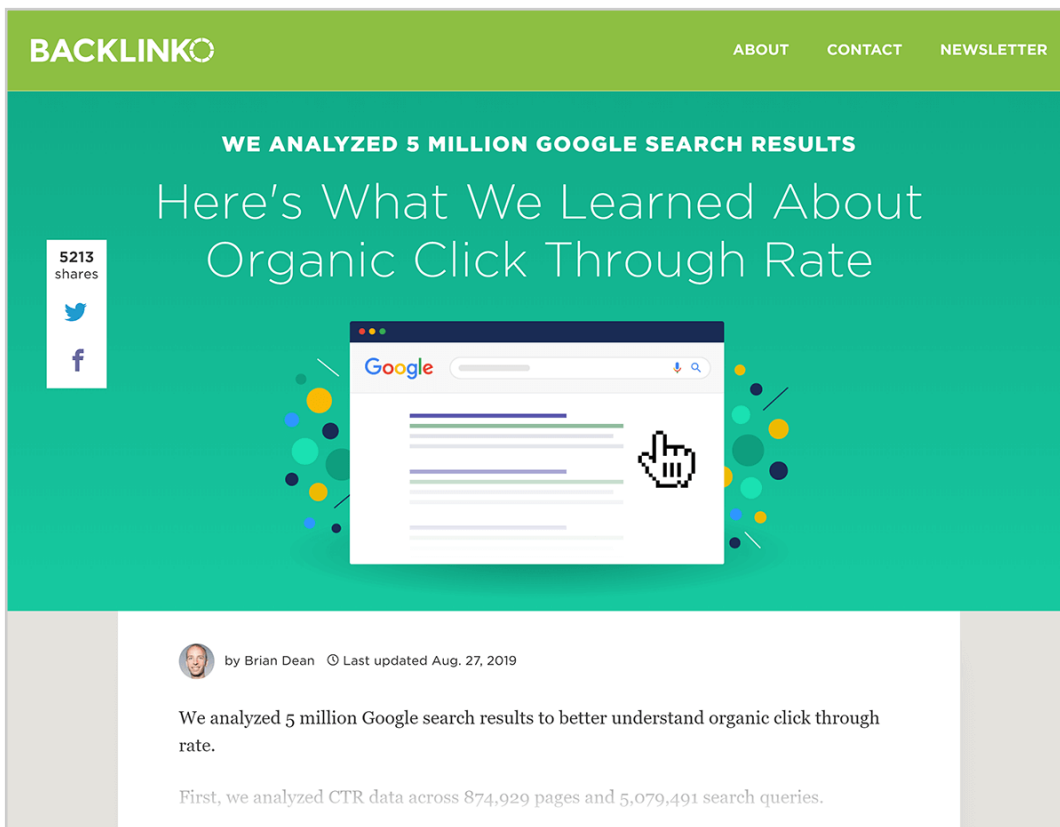 BACKLINKO
ABOUT CONTACT NEWSLETTER
WE ANALYZED 5 MILLION GOOGLE SEARCH RESULTS
Here's What We Learned About
Organic Click Through Rate
5213
shares
Google
by Brian Dean Last updated Aug. 27, 2019
We analyzed 5 million Google search results to better understand organic click through
rate.
First, we analyzed CTR data across 874,929 pages and 5,079,491 search queries.